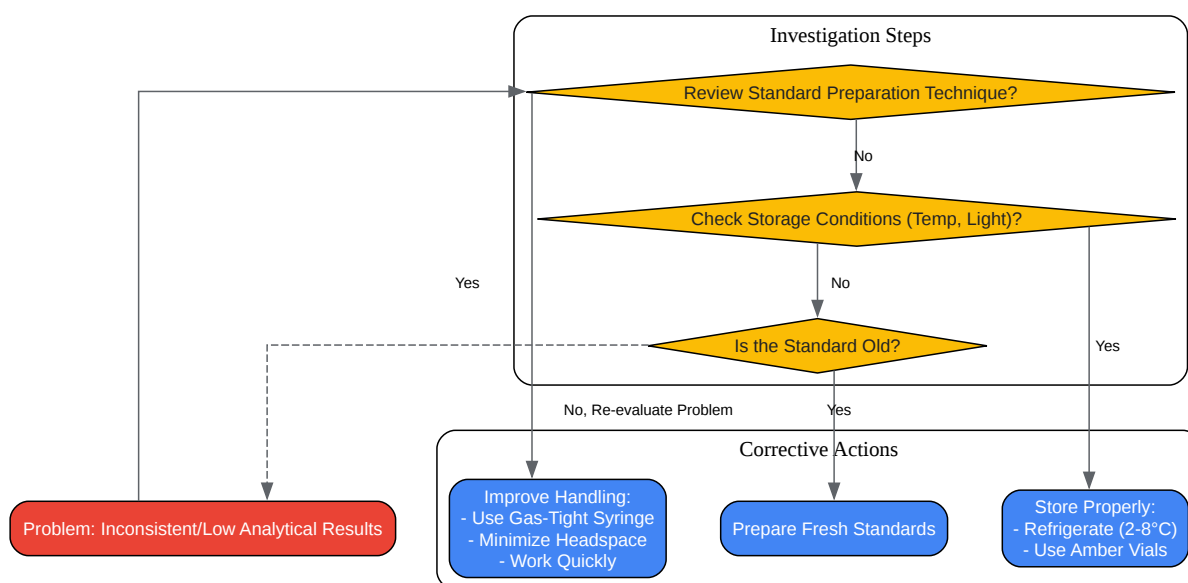 Investigation Steps
Review Standard Preparation Technique?
No
Check Storage Conditions (Temp, Light)?
Yes
No
Is the Standard Old?
Yes
No, Re-evaluate Problem
Yes
Corrective Actions
Problem: Inconsistent/Low Analytical Results
Improve Handling:
- Use Gas-Tight Syringe
- Minimize Headspace
- Work Quickly
Prepare Fresh Standards
Store Properly:
- Refrigerate (2-8°C)
- Use Amber Vials